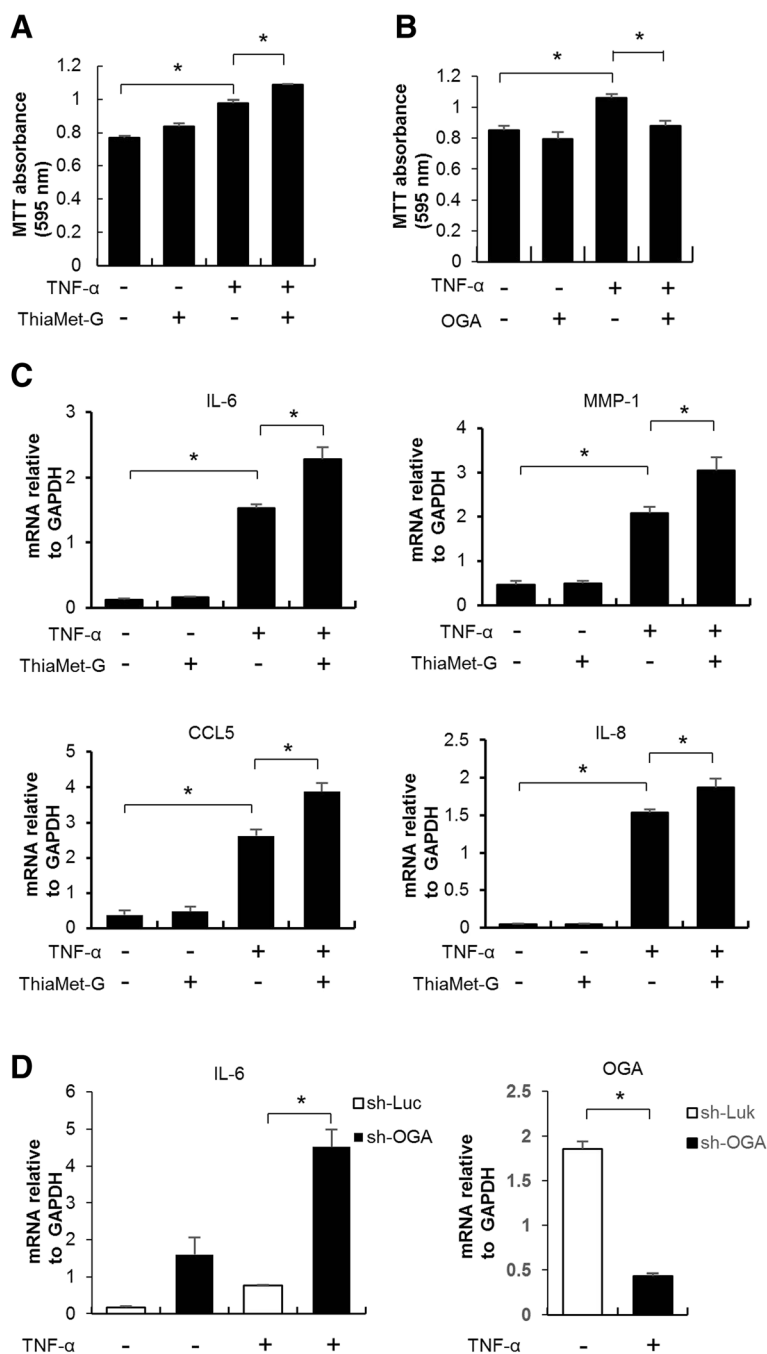 A
*
*
1.2
1
0.8
0.6
0.4
0.2
0
MTT absorbance
(595 nm)
TNF-α - - + +
ThiaMet-G - + - +
B
*
*
1.2
1
0.8
0.6
0.4
0.2
0
MTT absorbance
(595 nm)
TNF-α - - + +
OGA - + - +
C
IL-6
*
*
3
2
1
0
mRNA relative
to GAPDH
TNF-α - - + +
ThiaMet-G - + - +
MMP-1
*
*
4
3
2
1
0
mRNA relative
to GAPDH
TNF-α - - + +
ThiaMet-G - + - +
CCL5
*
*
5
4
3
2
1
0
mRNA relative
to GAPDH
TNF-α - - + +
ThiaMet-G - + - +
IL-8
*
*
2.5
2
1.5
1
0.5
0
mRNA relative
to GAPDH
TNF-α - - + +
ThiaMet-G - + - +
D
IL-6
*
sh-Luc
sh-OGA
6
5
4
3
2
1
0
mRNA relative
to GAPDH
TNF-α - - + +
OGA
*
sh-Luk
sh-OGA
2.5
2
1.5
1
0.5
0
mRNA relative
to GAPDH
TNF-α - +